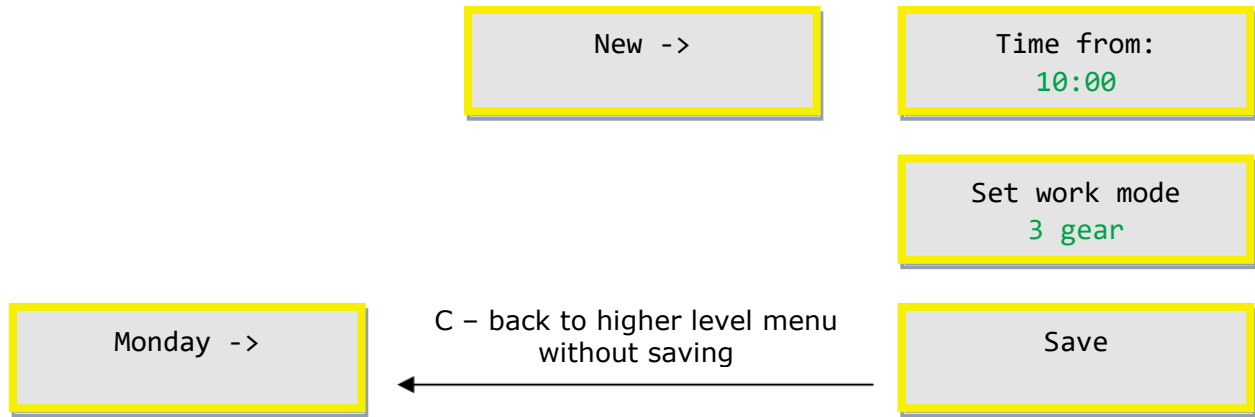 New ->
Time from:
10:00
Set work mode
3 gear
Monday ->
C – back to higher level menu
without saving
Save